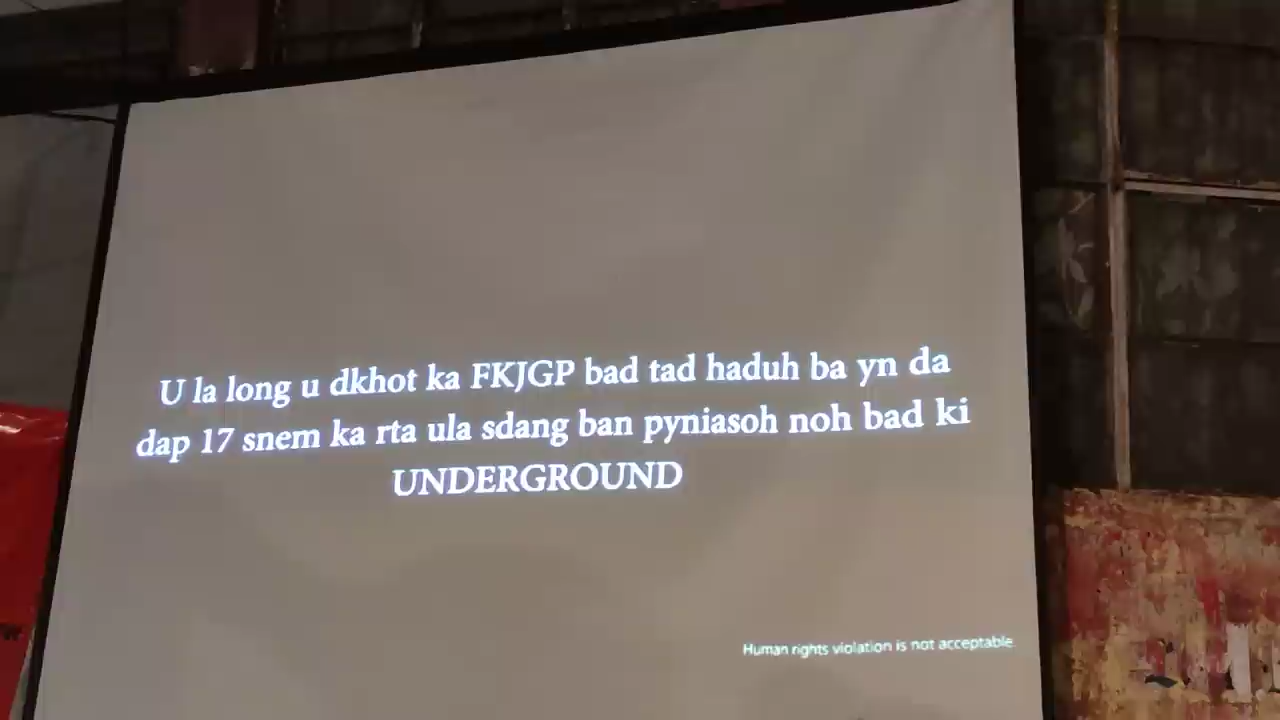 U la long u dkhot ka FKJGP bad tad haduh ba yn da
dap 17 snem ka rta ula sdang ban pyniasoh noh bad ki
UNDERGROUND
Human rights violation is not acceptable.